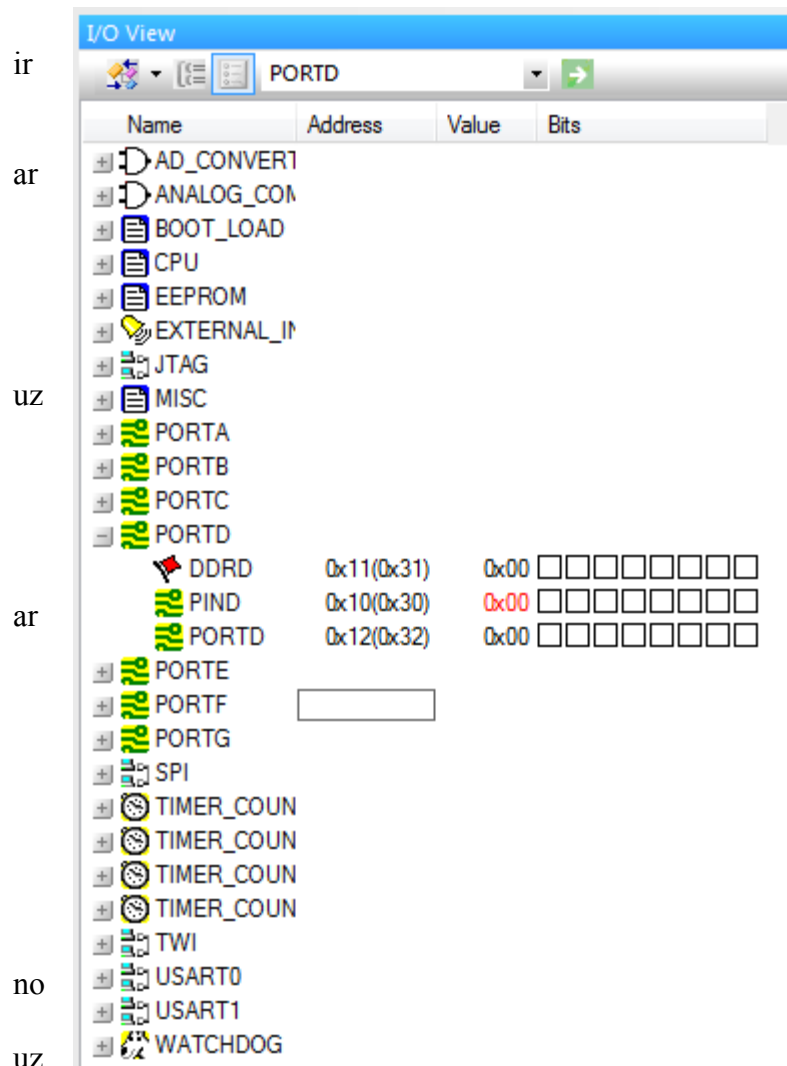 I/O View
ir
PORTD
Name Address Value Bits
AD_CONVERT
ar
ANALOG_COM
BOOT_LOAD
CPU
EEPROM
EXTERNAL_IN
JTAG
uz
MISC
PORTA
PORTB
PORTC
PORTD
DDRD 0x11(0x31) 0x00
PIND 0x10(0x30) 0x00
ar
PORTD 0x12(0x32) 0x00
PORTE
PORTF
PORTG
SPI
TIMER_COUN
TIMER_COUN
TIMER_COUN
TIMER_COUN
TWI
no
USART0
USART1
WATCHDOG
uz